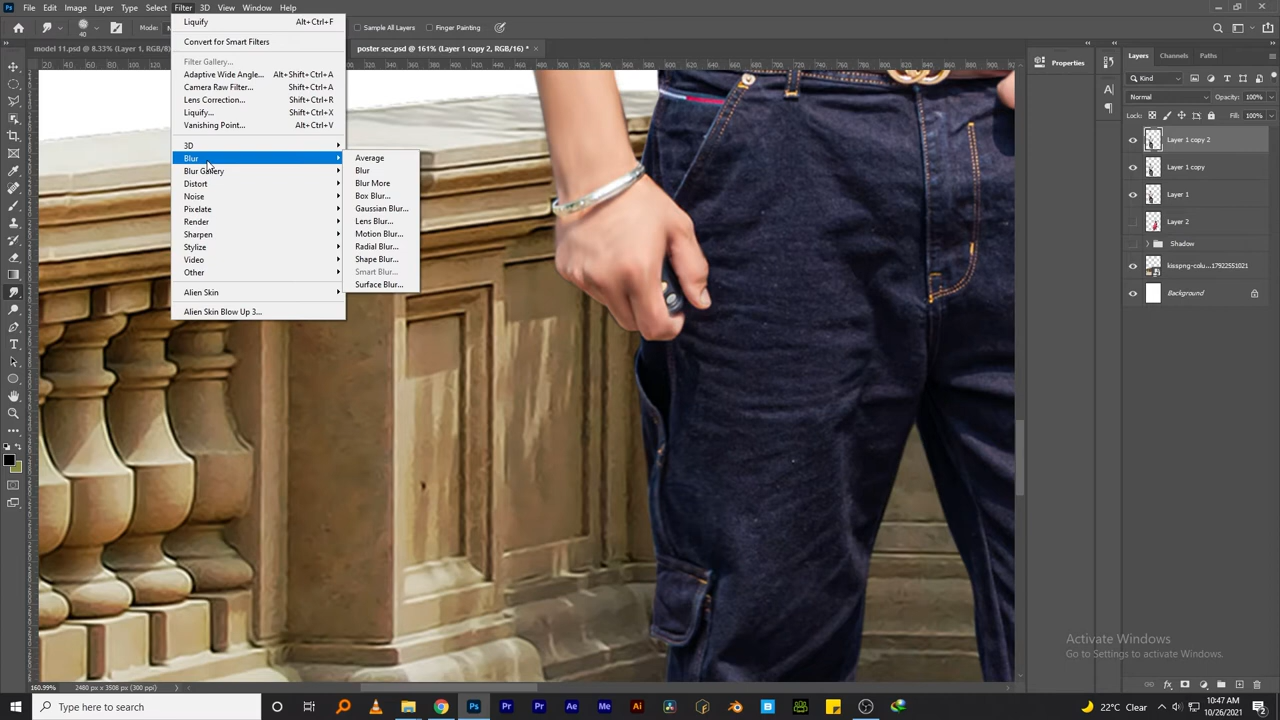 File Edit Image Layer Type Select Filter 3D View Window Help
40 Mode: Sample All Layers Finger Painting
model 11.psd @ 8.33% (Layer 1, RGB/8) poster sec.psd @ 161% (Layer 1 copy 2, RGB/16) *
Liquify Alt+Ctrl+F
Convert for Smart Filters
Filter Gallery...
Adaptive Wide Angle... Alt+Shift+Ctrl+A
Camera Raw Filter... Shift+Ctrl+A
Lens Correction... Shift+Ctrl+R
Liquify... Shift+Ctrl+X
Vanishing Point... Alt+Ctrl+V
3D
Blur
Blur Gallery
Distort
Noise
Pixelate
Render
Sharpen
Stylize
Video
Other
Alien Skin
Alien Skin Blow Up 3...
Average
Blur
Blur More
Box Blur...
Gaussian Blur...
Lens Blur...
Motion Blur...
Radial Blur...
Shape Blur...
Smart Blur...
Surface Blur...
Properties
Layers Channels Paths
Kind
Normal Opacity: 100%
Lock: Fill: 100%
Layer 1 copy 2
Layer 1 copy
Layer 1
Layer 2
Shadow
kisspng-colu...17922551021
Background
Activate Windows
Go to Settings to activate Windows.
160.99% 2480 px x 3508 px (300 ppi)
Type here to search
22°C Clear
10:47 AM
10/26/2021